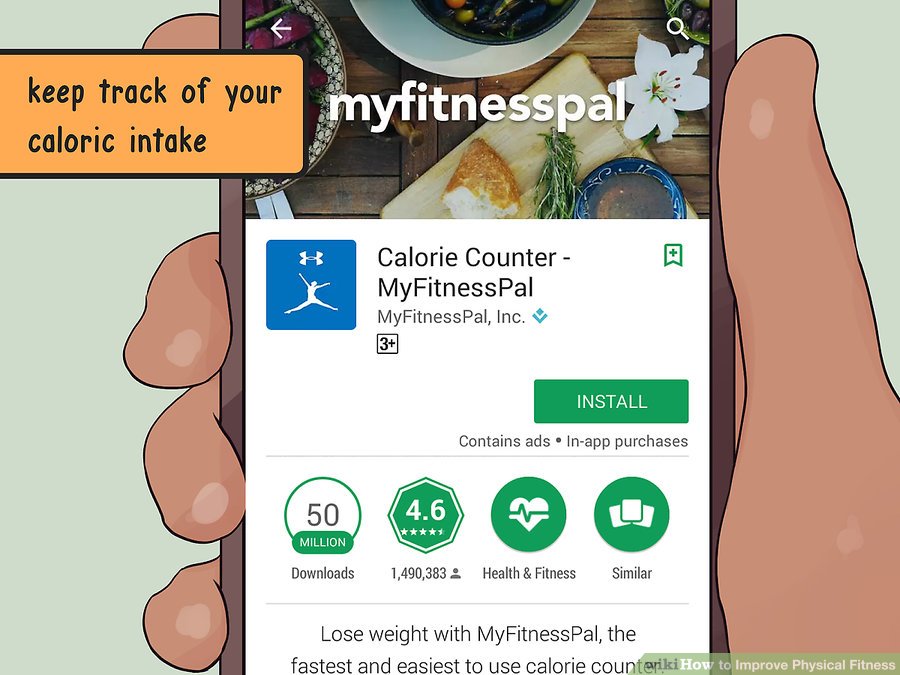 keep track of your
caloric intake
myfitnesspal
Calorie Counter -
MyFitnessPal
MyFitnessPal, Inc.
3+
INSTALL
Contains ads • In-app purchases
50
MILLION
Downloads
4.6
1,490,383
Health & Fitness
Similar
Lose weight with MyFitnessPal, the
fastest and easiest to use calorie counter.
wikiHow to Improve Physical Fitness